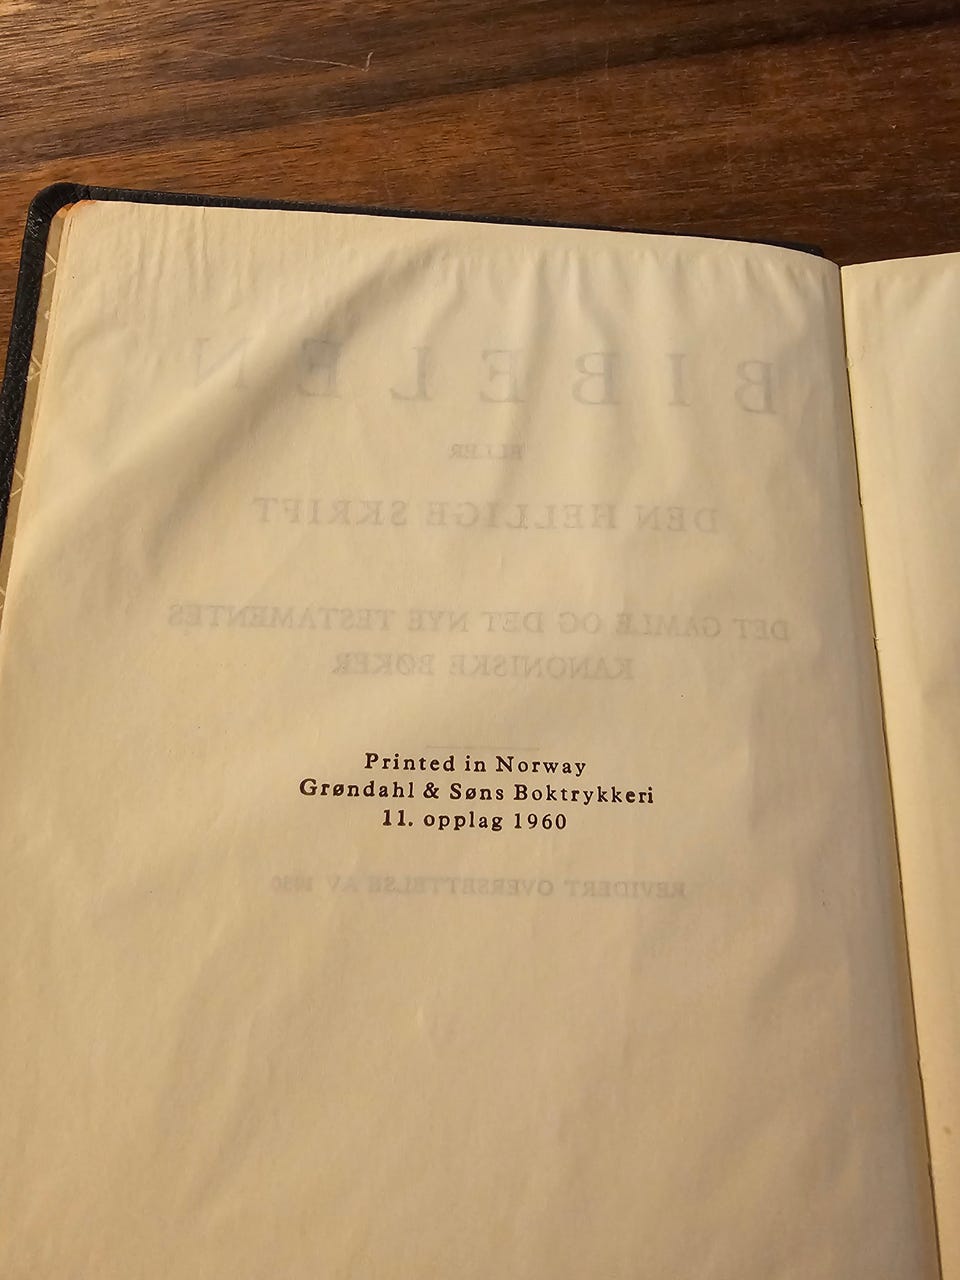 BIBELEN
ELLER
DEN HELLIGE SKRIFT
DET GAMLE OG DET NYE TESTAMENTES
KANONISKE BØKER
Printed in Norway
Grøndahl & Søns Boktrykkeri
11. opplag 1960
REVIDERT OVERSETTELSE AV 1930